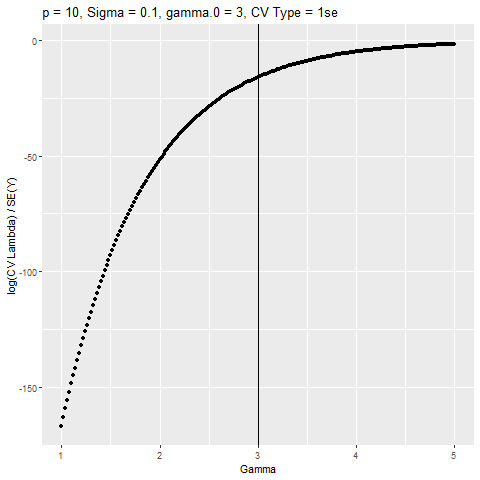 p = 10, Sigma = 0.1, gamma.0 = 3, CV Type = 1se
log(CV Lambda) / SE(Y)
0
-50
-100
-150
1 2 3 4 5
Gamma